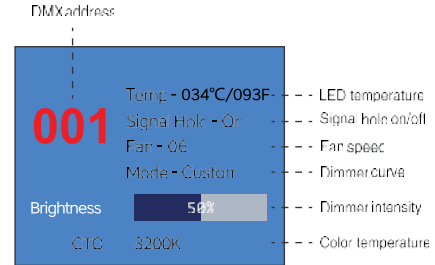 DMX address
Temp - 034℃/093F
LED temperature
001
Signal Hold - On
Signal hold on/off
Fan - 06
Fan speed
Mode - Custom
Dimmer curve
Brightness
50%
Dimmer intensity
CTC
3200K
Color temperature